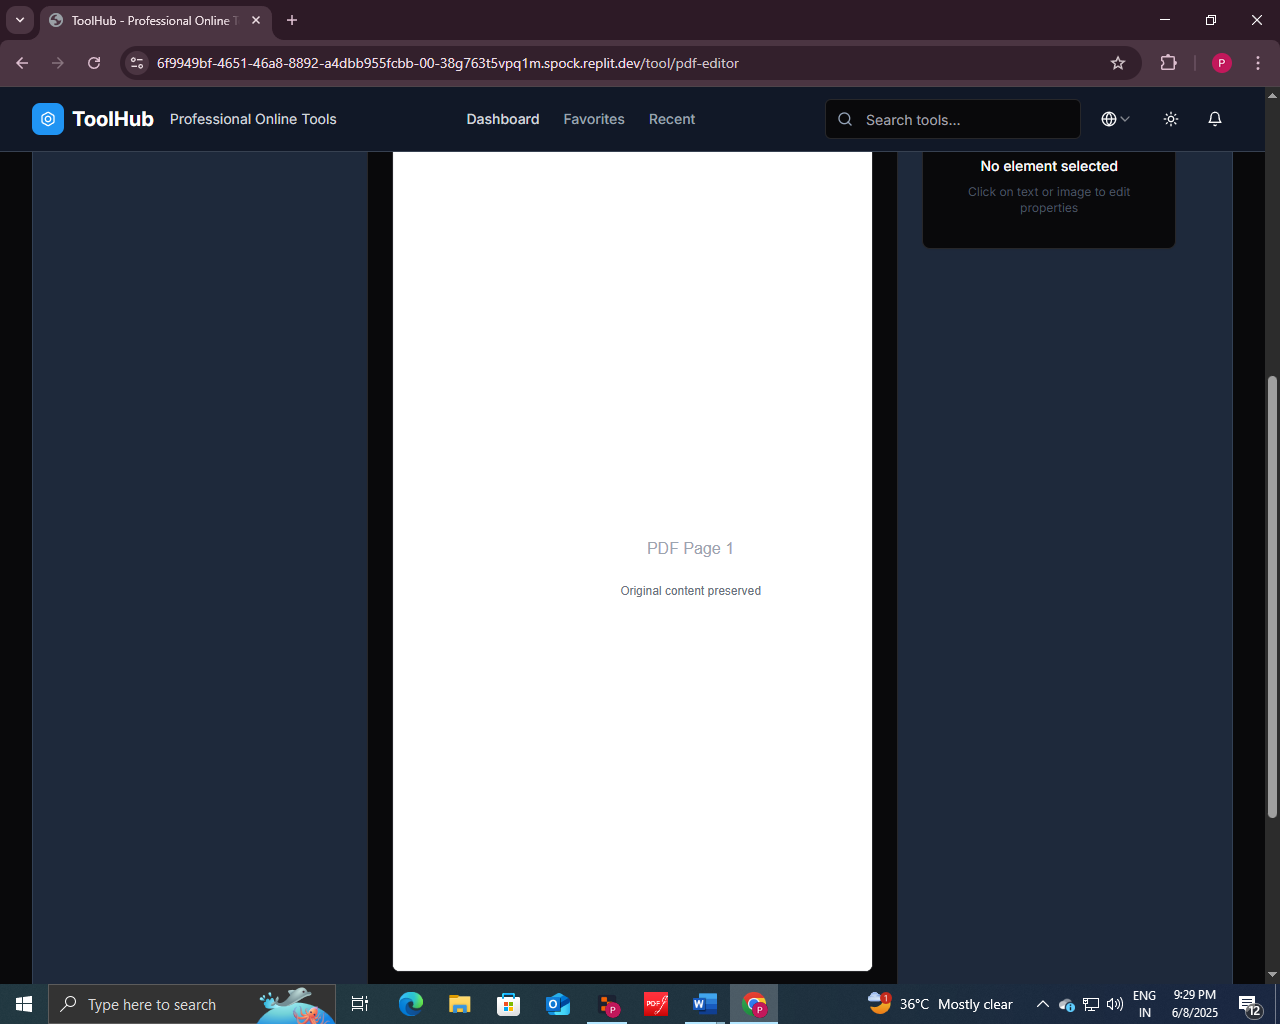 ToolHub - Professional Online T
6f9949bf-4651-46a8-8892-a4dbb955fcbb-00-38g763t5vpq1m.spock.replit.dev/tool/pdf-editor
P
ToolHub Professional Online Tools Dashboard Favorites Recent Search tools...
No element selected
Click on text or image to edit
properties
PDF Page 1
Original content preserved
Type here to search
P
PDF
W
P
1
36°C Mostly clear
ENG
IN
9:29 PM
6/8/2025
12